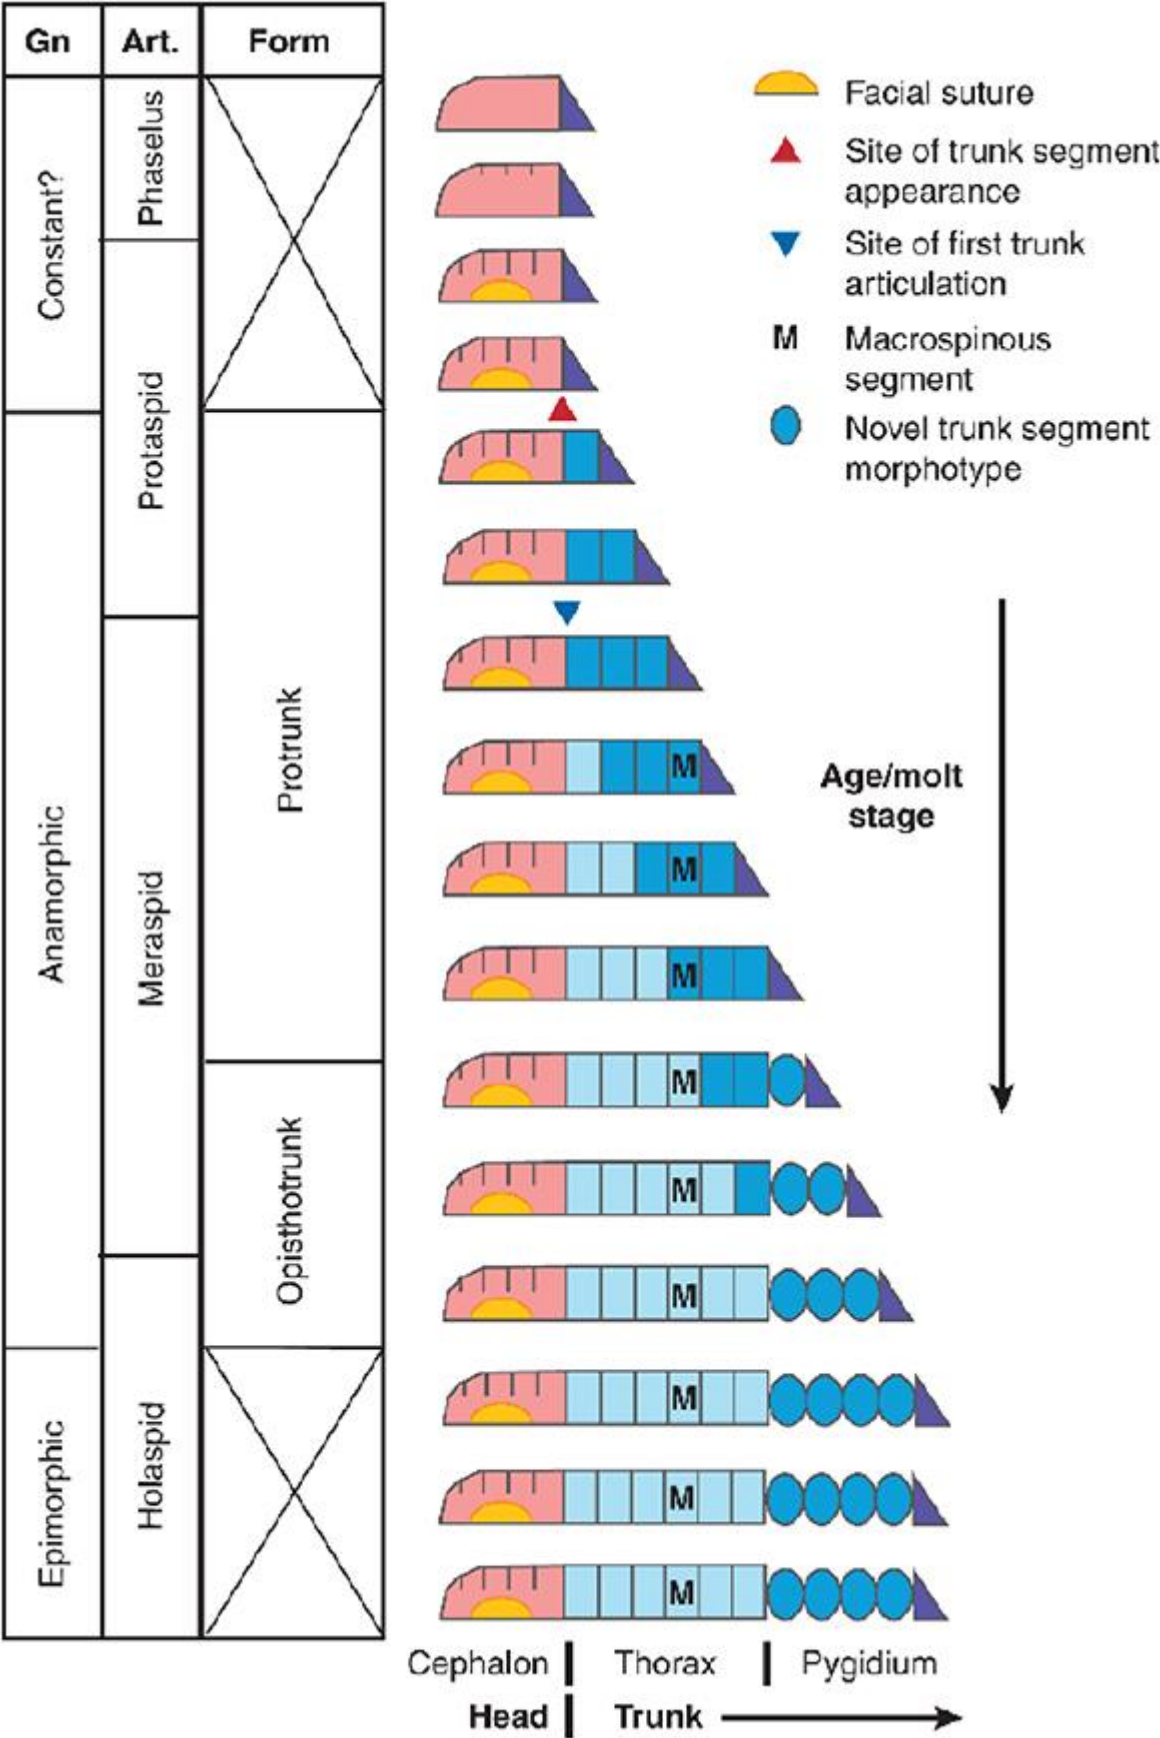 Gn
Art.
Form
Constant?
Phaselus
Protaspid
Anamorphic
Meraspid
Protrunk
Opisthotrunk
Epimorphic
Holaspid
Facial suture
Site of trunk segment
appearance
Site of first trunk
articulation
M
Macrospinous
segment
Novel trunk segment
morphotype
M
M
M
M
M
M
M
M
M
Age/molt
stage
Cephalon
Thorax
Pygidium
Head
Trunk